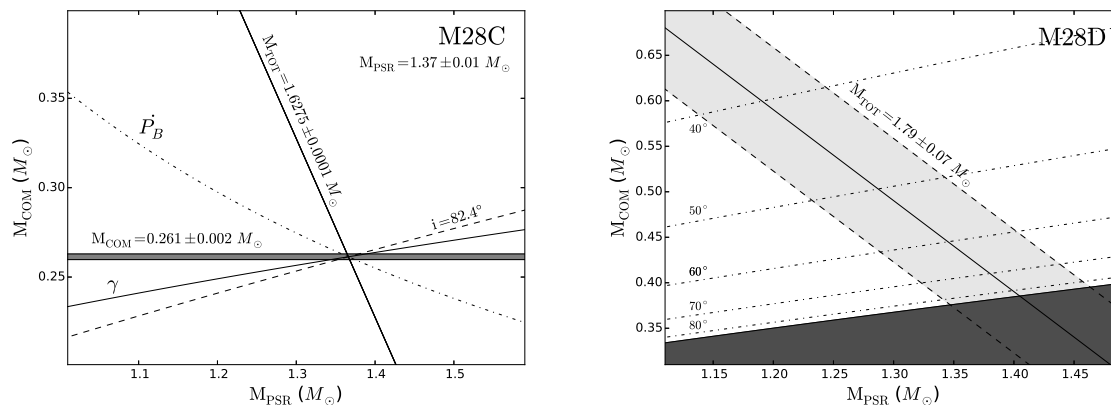 M28C
M_PSR=1.37±0.01 M_⊙
M_TOT=1.6275±0.0001 M_⊙
Ṗ_B
i=82.4°
M_COM=0.261±0.002 M_⊙
γ
0.35
0.30
0.25
M_COM (M_⊙)
1.1 1.2 1.3 1.4 1.5
M_PSR (M_⊙)
M28D
M_TOT=1.79±0.07 M_⊙
40°
50°
60°
70°
80°
0.65
0.60
0.55
0.50
0.45
0.40
0.35
M_COM (M_⊙)
1.15 1.20 1.25 1.30 1.35 1.40 1.45
M_PSR (M_⊙)